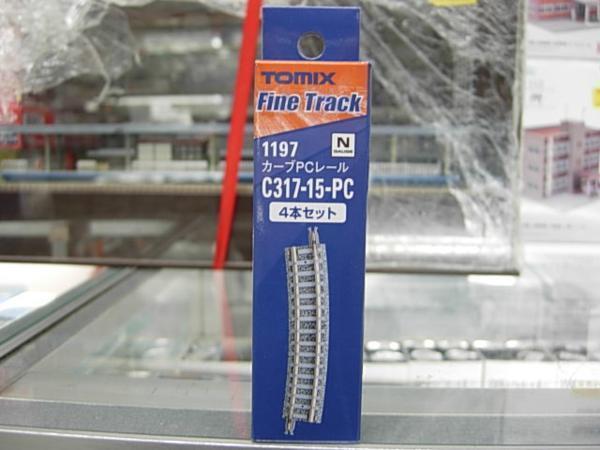 TOMIX
Fine Track
1197
N
GAUGE
カーブPCレール
C317-15-PC
4本セット